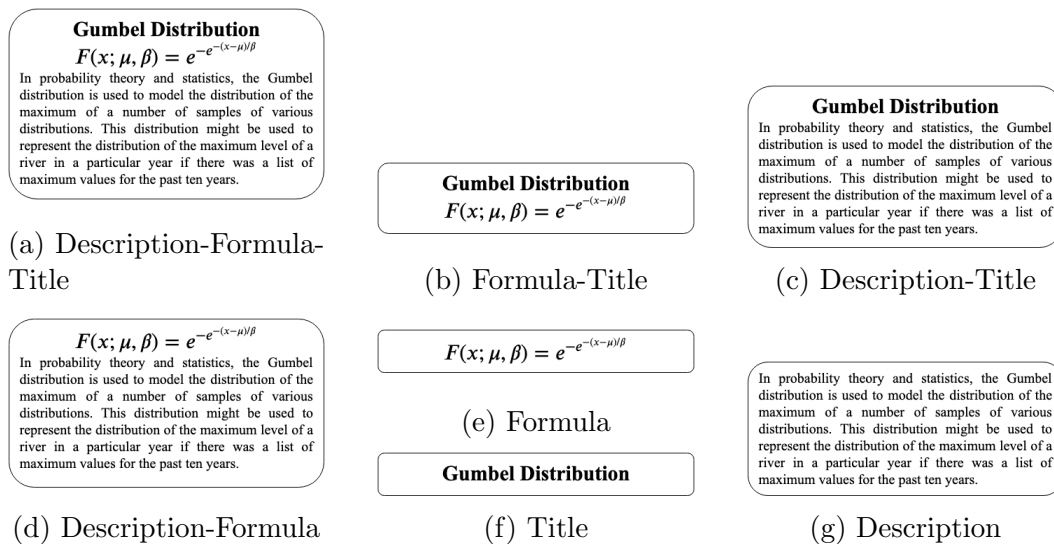 Gumbel Distribution
F(x; μ, β) = e^{-e^{-(x-μ)/β}}
In probability theory and statistics, the Gumbel
distribution is used to model the distribution of the
maximum of a number of samples of various
distributions. This distribution might be used to
represent the distribution of the maximum level of a
river in a particular year if there was a list of
maximum values for the past ten years.
(a) Description-Formula-
Title
Gumbel Distribution
F(x; μ, β) = e^{-e^{-(x-μ)/β}}
(b) Formula-Title
Gumbel Distribution
In probability theory and statistics, the Gumbel
distribution is used to model the distribution of the
maximum of a number of samples of various
distributions. This distribution might be used to
represent the distribution of the maximum level of a
river in a particular year if there was a list of
maximum values for the past ten years.
(c) Description-Title
F(x; μ, β) = e^{-e^{-(x-μ)/β}}
In probability theory and statistics, the Gumbel
distribution is used to model the distribution of the
maximum of a number of samples of various
distributions. This distribution might be used to
represent the distribution of the maximum level of a
river in a particular year if there was a list of
maximum values for the past ten years.
(d) Description-Formula
F(x; μ, β) = e^{-e^{-(x-μ)/β}}
(e) Formula
Gumbel Distribution
(f) Title
In probability theory and statistics, the Gumbel
distribution is used to model the distribution of the
maximum of a number of samples of various
distributions. This distribution might be used to
represent the distribution of the maximum level of a
river in a particular year if there was a list of
maximum values for the past ten years.
(g) Description